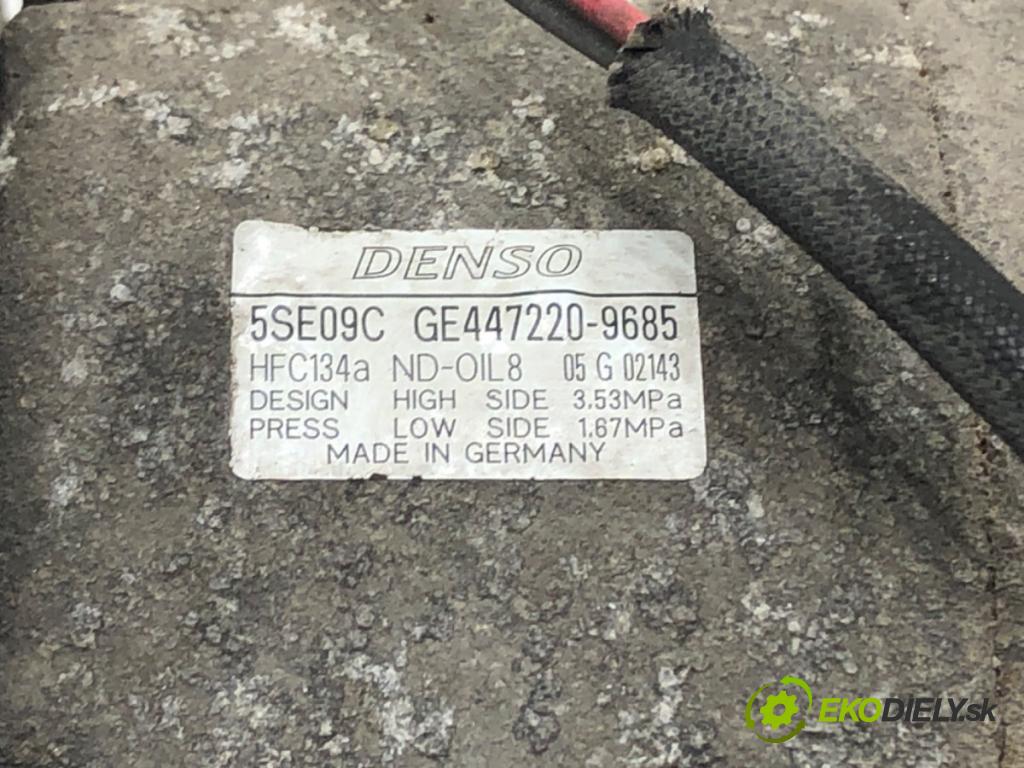 DENSO
5SE09C GE447220-9685
HFC134a ND-OIL8 05 G 02143
DESIGN HIGH SIDE 3.53MPa
PRESS LOW SIDE 1.67MPa
MADE IN GERMANY
EKODIELY.sk